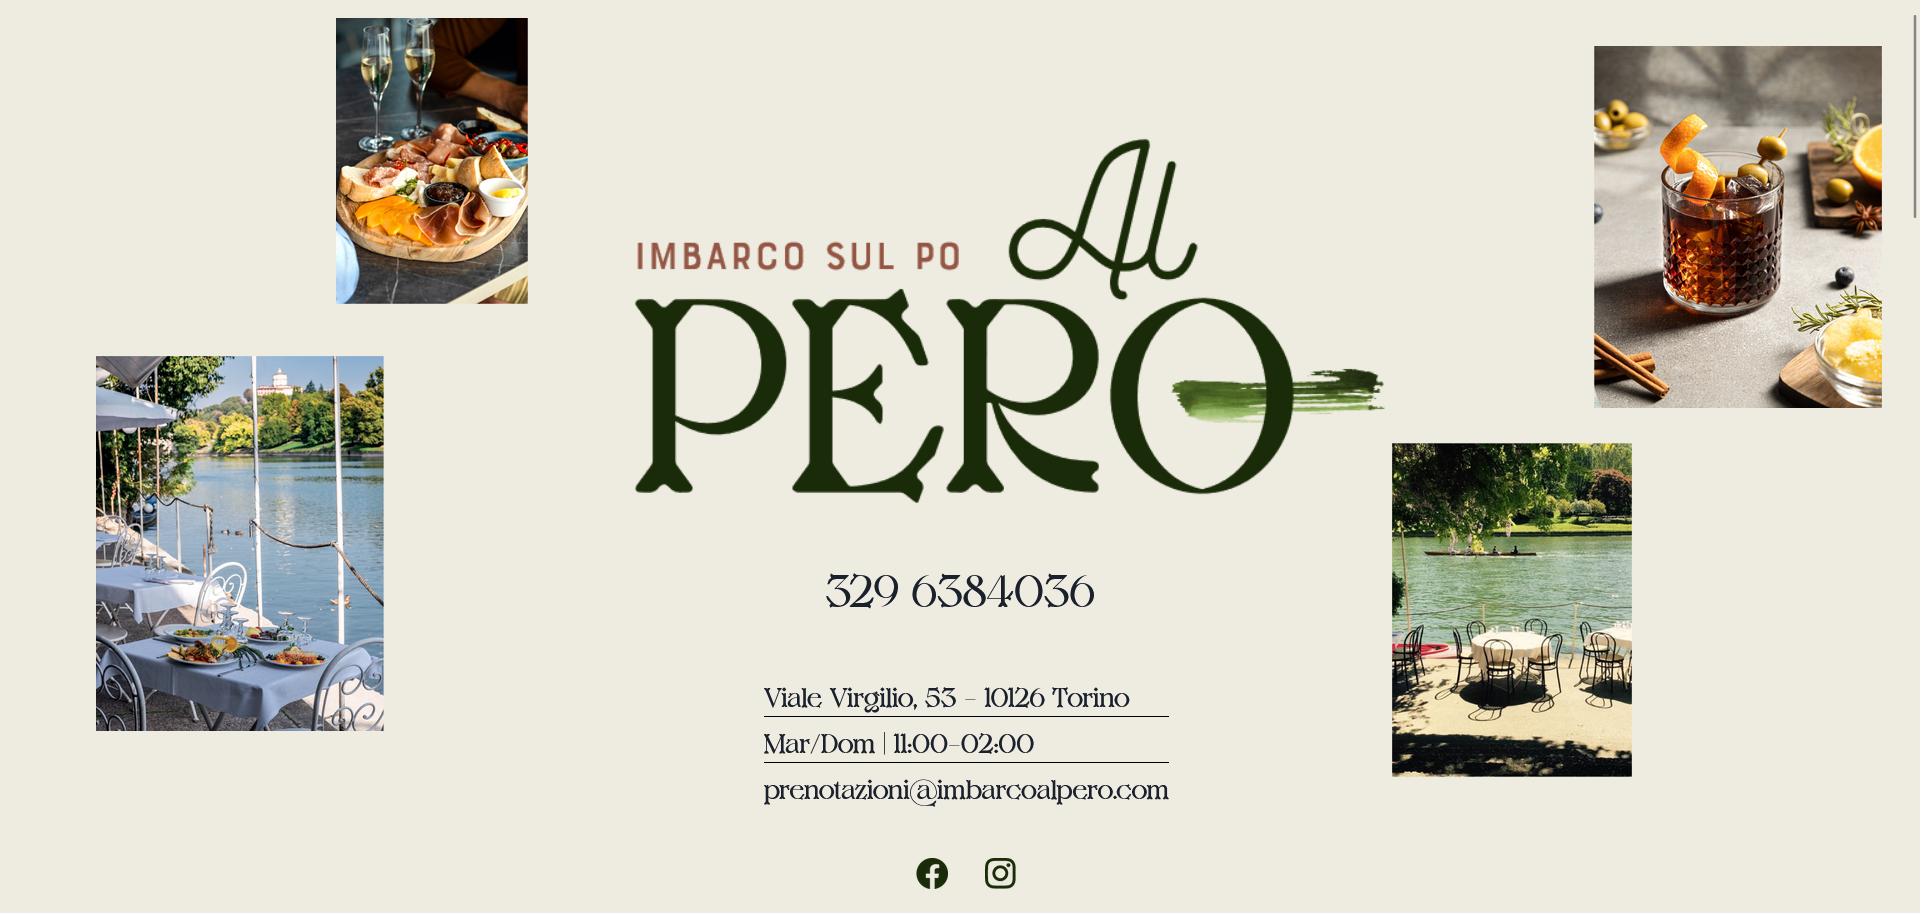 Al
IMBARCO SUL PO
PERO
329 6384036
Viale Virgilio, 53 - 10126 Torino
Mar/Dom | 11:00-02:00
prenotazioni@imbarcoalpero.com